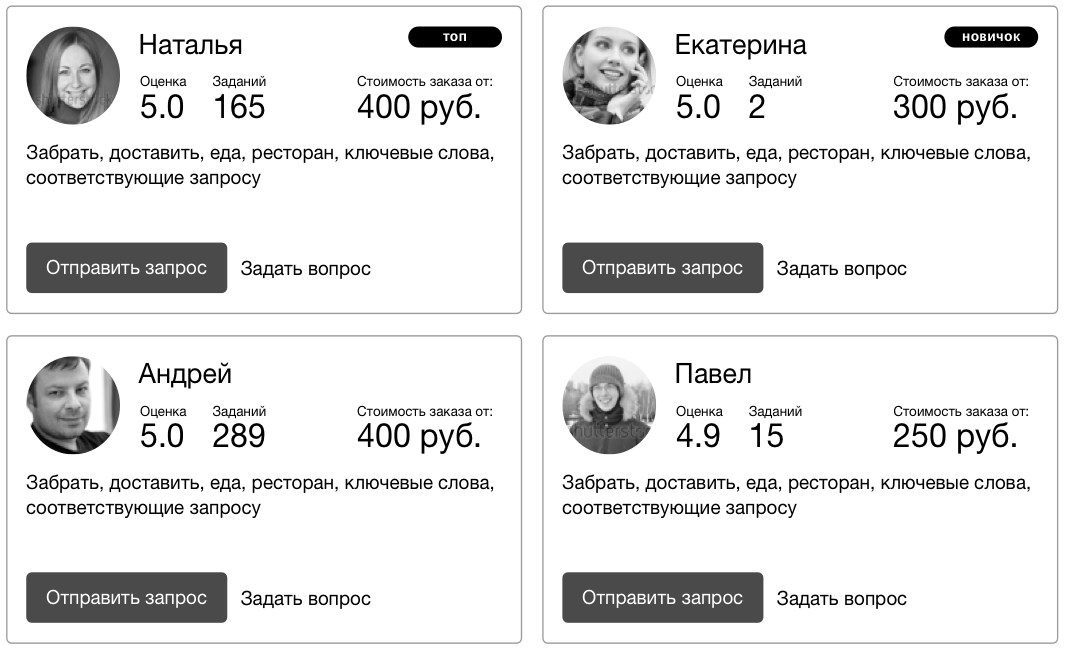 Наталья
топ
Оценка Заданий Стоимость заказа от:
5.0 165 400 руб.
Забрать, доставить, еда, ресторан, ключевые слова,
соответствующие запросу
Отправить запрос Задать вопрос
Екатерина
новичок
Оценка Заданий Стоимость заказа от:
5.0 2 300 руб.
Забрать, доставить, еда, ресторан, ключевые слова,
соответствующие запросу
Отправить запрос Задать вопрос
Андрей
Оценка Заданий Стоимость заказа от:
5.0 289 400 руб.
Забрать, доставить, еда, ресторан, ключевые слова,
соответствующие запросу
Отправить запрос Задать вопрос
Павел
Оценка Заданий Стоимость заказа от:
4.9 15 250 руб.
Забрать, доставить, еда, ресторан, ключевые слова,
соответствующие запросу
Отправить запрос Задать вопрос